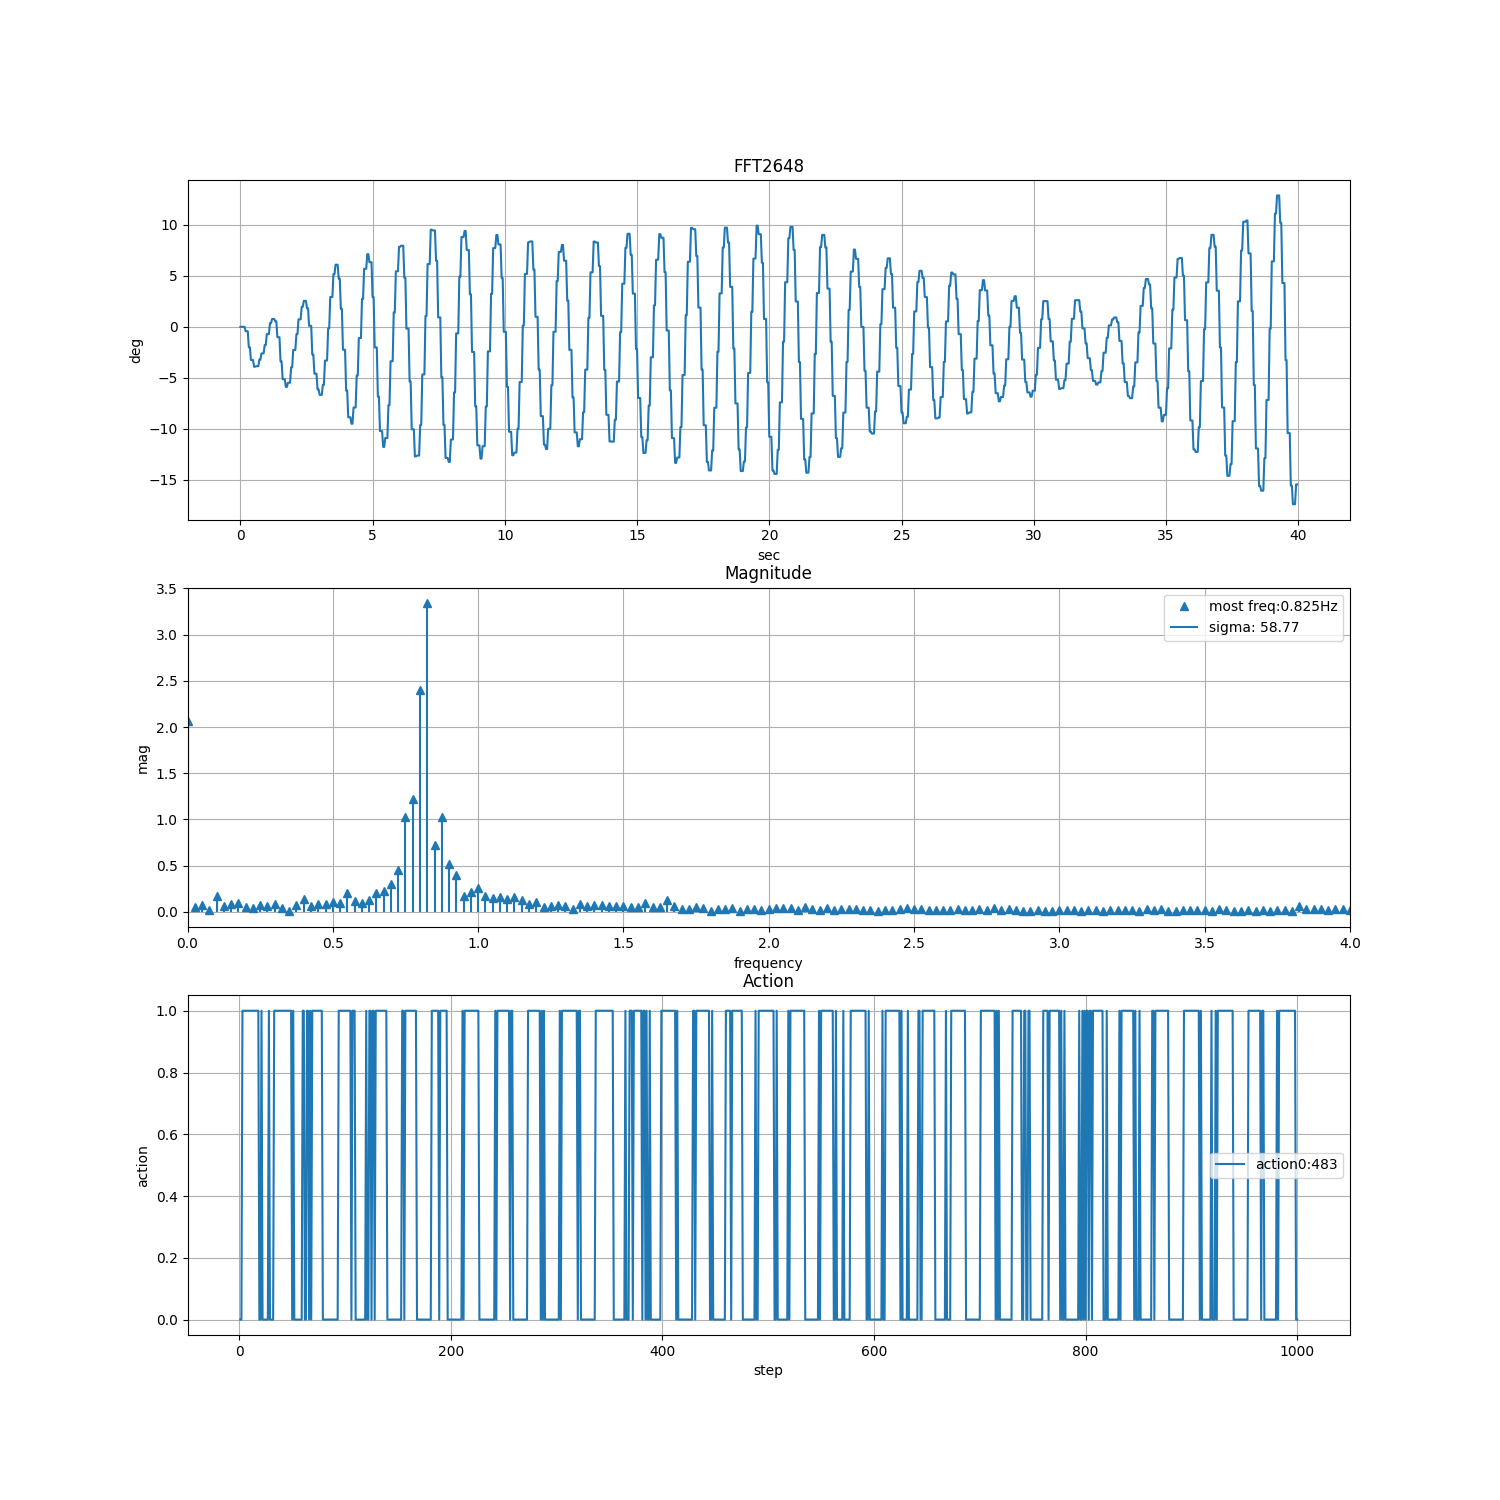 FFT2648
10
5
0
−5
−10
−15
deg
0 5 10 15 20 25 30 35 40
sec
Magnitude
3.5
3.0
2.5
2.0
1.5
1.0
0.5
0.0
mag
most freq:0.825Hz
sigma: 58.77
0.0 0.5 1.0 1.5 2.0 2.5 3.0 3.5 4.0
frequency
Action
1.0
0.8
0.6
0.4
0.2
0.0
action
action0:483
0 200 400 600 800 1000
step